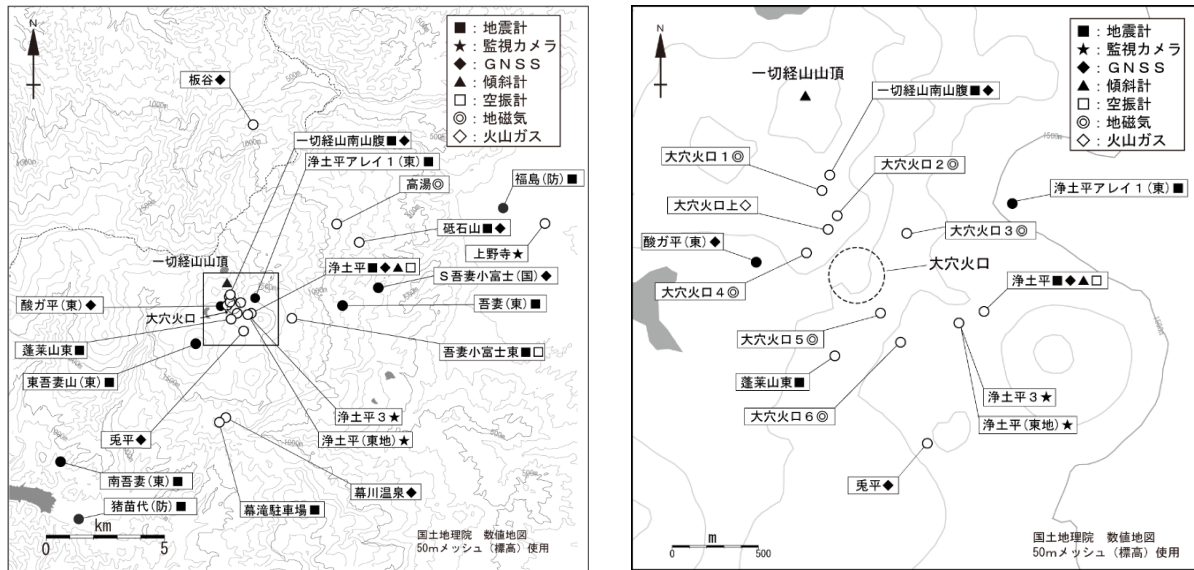 N
■：地震計
★：監視カメラ
◆：ＧＮＳＳ
▲：傾斜計
□：空振計
◎：地磁気
◇：火山ガス
板谷◆
一切経山南山腹■◆
浄土平アレイ１(東)■
高湯◎
福島(防)■
砥石山■◆
上野寺★
一切経山山頂
浄土平■◆▲□
Ｓ吾妻小富士(国)◆
酸ガ平(東)◆
大穴火口
吾妻(東)■
蓬莱山東■
吾妻小富士東■□
東吾妻山(東)■
浄土平３★
浄土平(東地)★
兎平◆
幕川温泉◆
南吾妻(東)■
幕滝駐車場■
猪苗代(防)■
km
0 5
国土地理院　数値地図
50ｍメッシュ（標高）使用
N
■：地震計
★：監視カメラ
◆：ＧＮＳＳ
▲：傾斜計
□：空振計
◎：地磁気
◇：火山ガス
一切経山山頂
一切経山南山腹■◆
大穴火口１◎
大穴火口２◎
浄土平アレイ１(東)■
大穴火口上◇
大穴火口３◎
酸ガ平(東)◆
大穴火口
浄土平■◆▲□
大穴火口４◎
大穴火口５◎
蓬莱山東■
大穴火口６◎
浄土平３★
浄土平(東地)★
兎平◆
m
0 500
国土地理院　数値地図
50ｍメッシュ（標高）使用